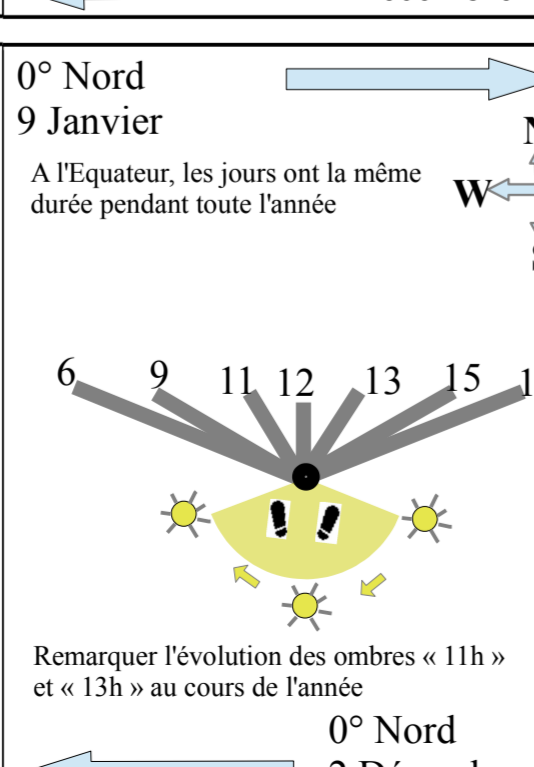 0° Nord
9 Janvier
A l'Equateur, les jours ont la même
durée pendant toute l'année
W
6 9 11 12 13 15
Remarquer l'évolution des ombres « 11h »
et « 13h » au cours de l'année
0° Nord